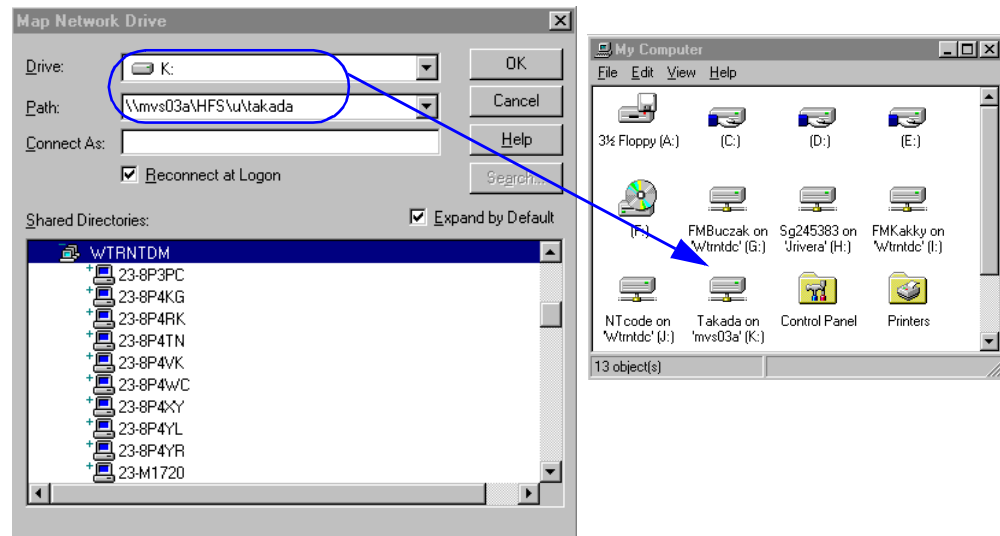 Map Network Drive
Drive:
K:
OK
Path:
\\mvs03a\HFS\u\takada
Cancel
Connect As:
Help
Reconnect at Logon
Search...
Shared Directories:
Expand by Default
WTRNTDM
23-8P3PC
23-8P4KG
23-8P4RK
23-8P4TN
23-8P4VK
23-8P4WC
23-8P4XY
23-8P4YL
23-8P4YR
23-M1720
My Computer
File Edit View Help
3½ Floppy (A:)
(C:)
(D:)
(E:)
(F:)
FMBuczak on
'Wtrntdc' (G:)
Sg245383 on
'Jrivera' (H:)
FMKakky on
'Wtrntdc' (I:)
NTcode on
'Wtrntdc' (J:)
Takada on
'mvs03a' (K:)
Control Panel
Printers
13 object(s)